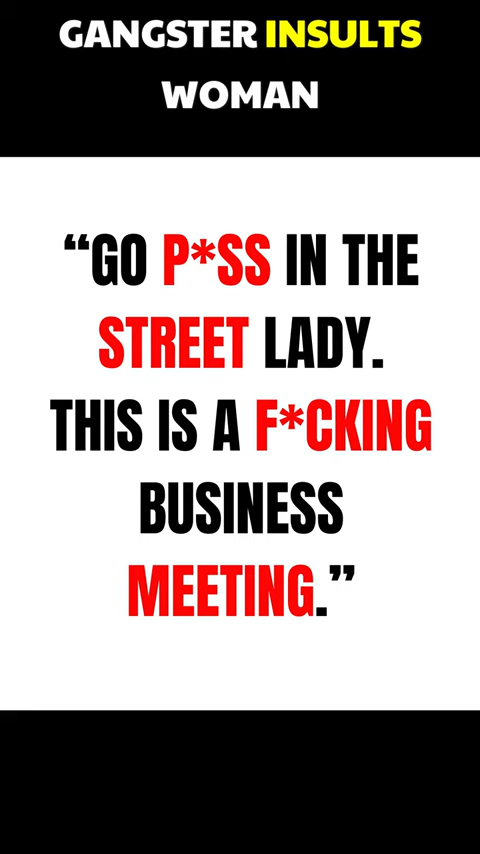 GANGSTER INSULTS
WOMAN
“GO P*SS IN THE
STREET LADY.
THIS IS A F*CKING
BUSINESS
MEETING.”